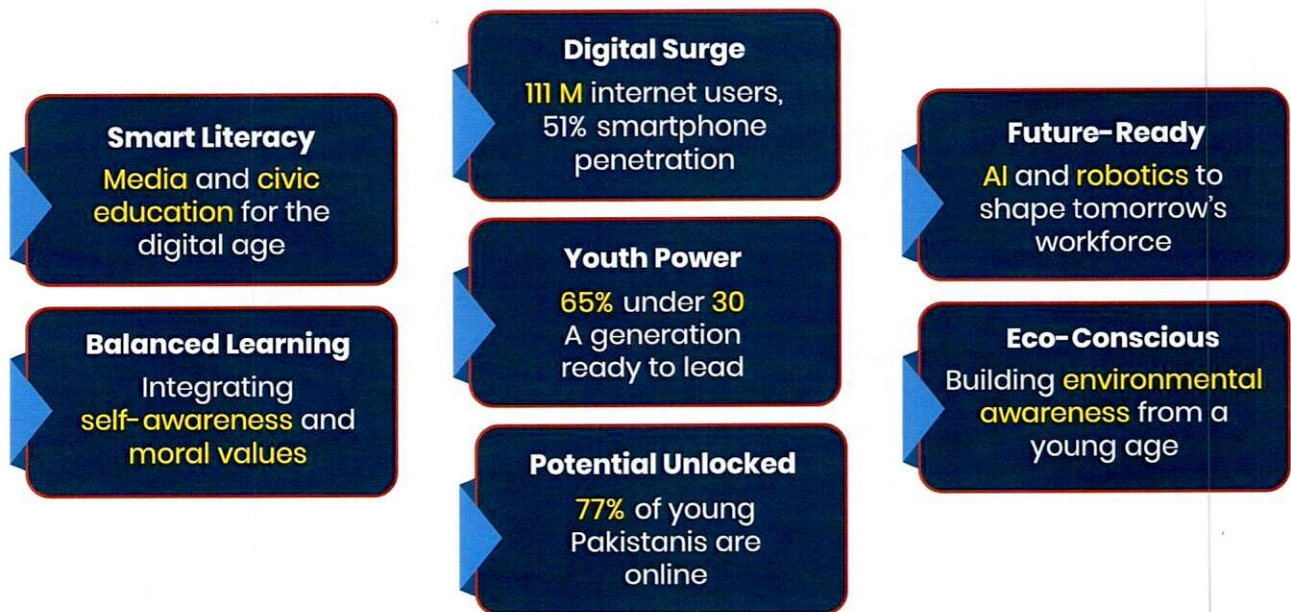 Smart Literacy
Media and civic
education for the
digital age
Balanced Learning
Integrating
self-awareness and
moral values
Digital Surge
111 M internet users,
51% smartphone
penetration
Youth Power
65% under 30
A generation
ready to lead
Potential Unlocked
77% of young
Pakistanis are
online
Future-Ready
AI and robotics to
shape tomorrow's
workforce
Eco-Conscious
Building environmental
awareness from a
young age